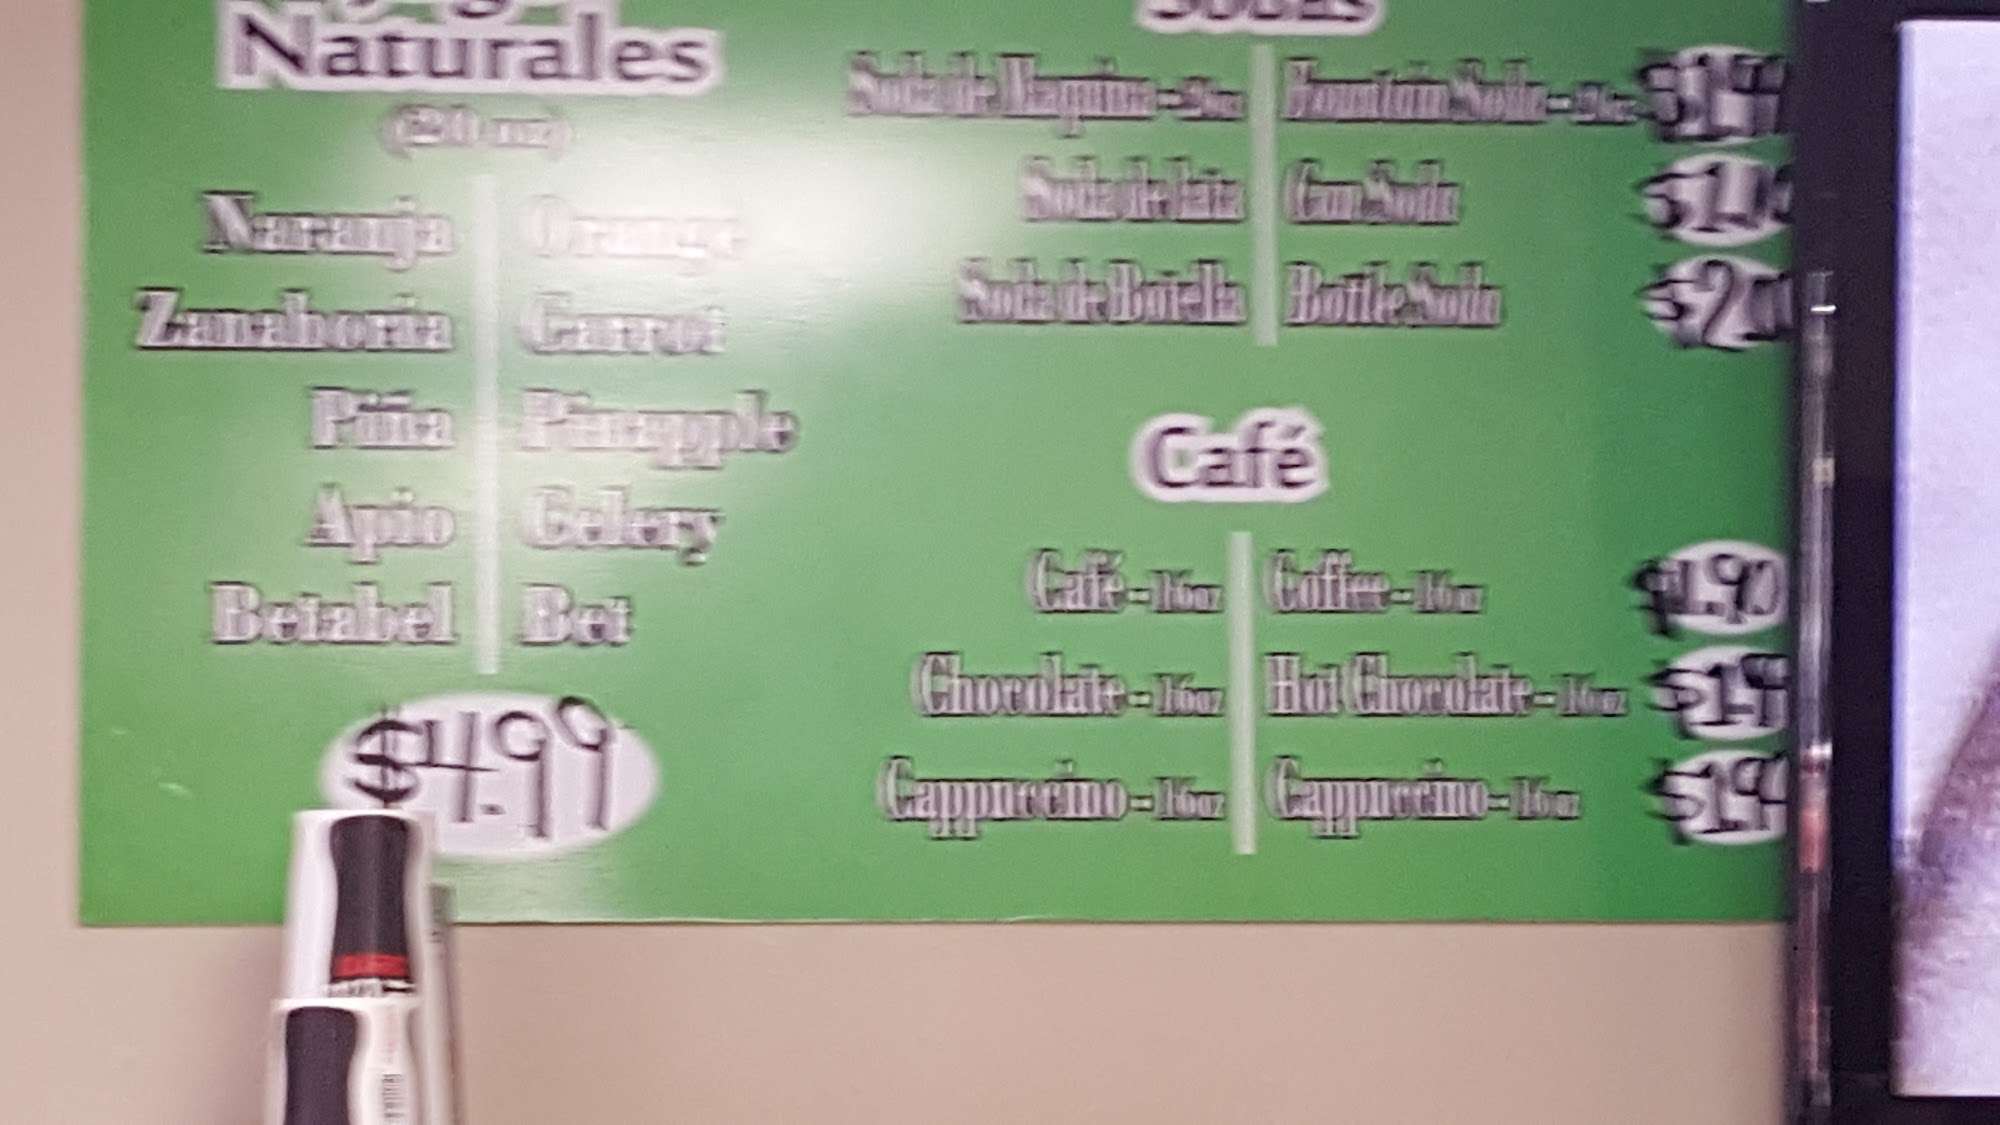 Naturales
(20 oz)
Naranja Orange
Zanahoria Carrot
Piña Pineapple
Apio Celery
Betabel Bet
$4.99
Sodas
Soda de Maquina - Fountain Soda -
Soda de lata Can Soda
Soda de Botella Bottle Soda
Café
Café - 16oz Coffee - 16oz
Chocolate - 16oz Hot Chocolate - 16oz
Cappuccino - 16oz Cappuccino - 16oz